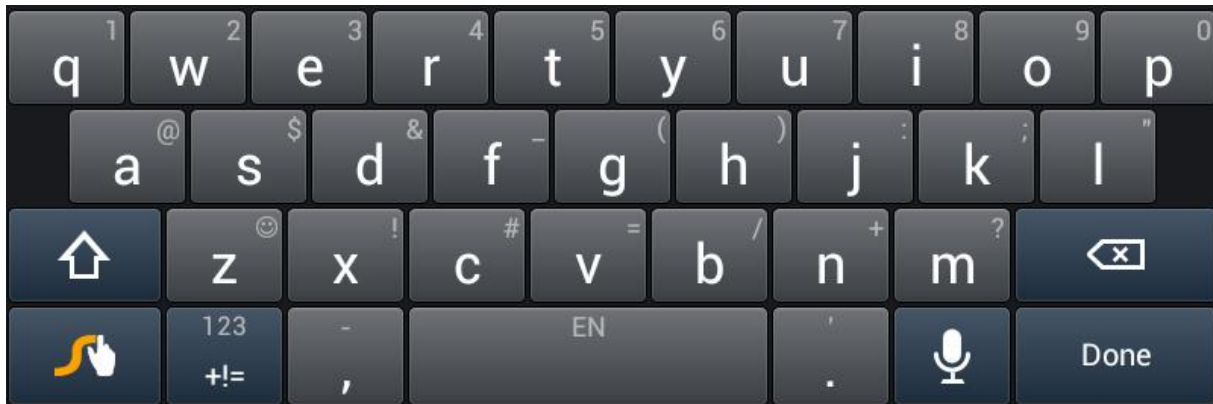 1 2 3 4 5 6 7 8 9 0
q w e r t y u i o p
@ $ & _ ( ) : ; "
a s d f g h j k l
☺ ! # = / + ?
z x c v b n m
123 - EN '
+!= , . Done